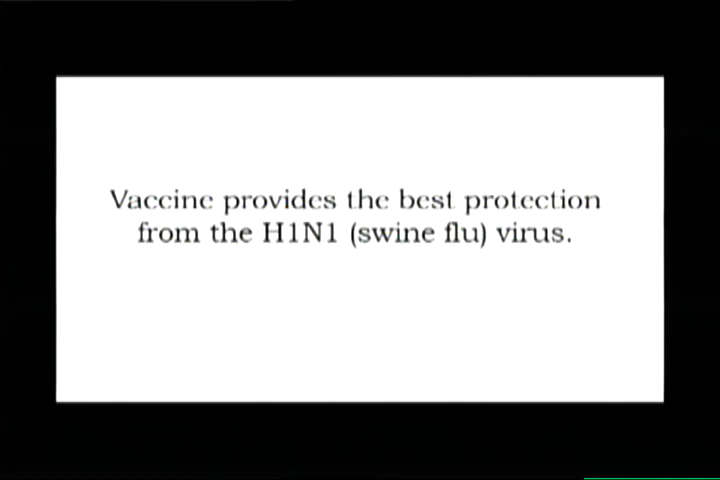 Vaccine provides the best protection
from the H1N1 (swine flu) virus.